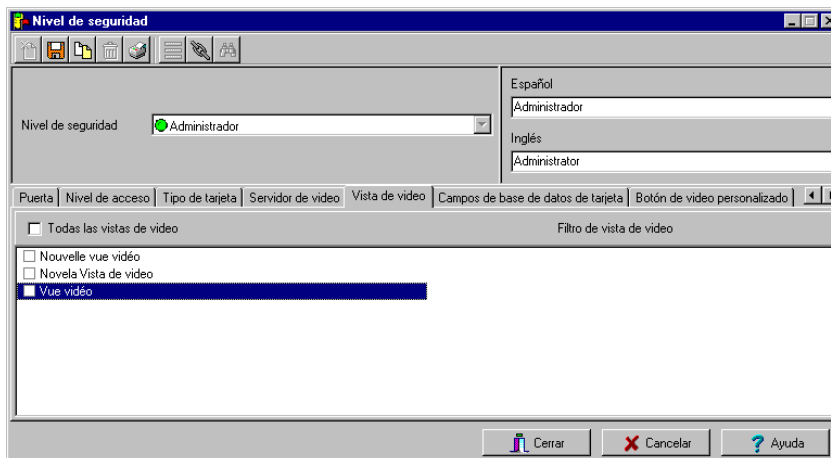 Nivel de seguridad
Español
Administrador
Nivel de seguridad
Administrador
Inglés
Administrator
Puerta Nivel de acceso Tipo de tarjeta Servidor de video Vista de video Campos de base de datos de tarjeta Botón de video personalizado
Todas las vistas de video Filtro de vista de video
Nouvelle vue vidéo
Novela Vista de video
Vue vidéo
Cerrar Cancelar Ayuda